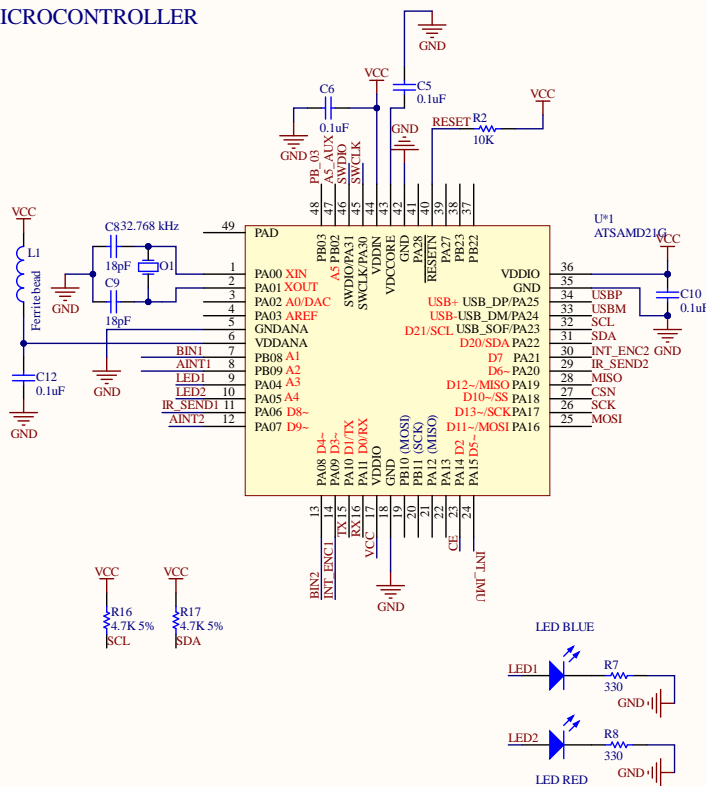 ICROCONTROLLER
GND
VCC
C6
0.1uF
C5
0.1uF
GND
GND
VCC
RESET
R2
10K
PB_03
A5_AUX
SWDIO
SWCLK
48
47
46
45
44
43
42
41
40
39
38
37
49
PAD
PB03
PB02
A5
SWDIO/PA31
SWCLK/PA30
VDDIN
VDCCORE
GND
PA28
RESETN
PA27
PB23
PB22
U*1
ATSAMD21G
VCC
VCC
L1
Ferrite bead
C8
32.768 kHz
18pF
O1
C9
18pF
GND
GND
C12
0.1uF
GND
1 PA00 XIN
2 PA01 XOUT
3 PA02 A0/DAC
4 PA03 AREF
5 GNDANA
6 VDDANA
BIN1 7 PB08 A1
AINT1 8 PB09 A2
LED1 9 PA04 A3
LED2 10 PA05 A4
IR_SEND1 11 PA06 D8~
AINT2 12 PA07 D9~
VDDIO 36
GND 35
USB+ USB_DP/PA25 34 USBP
USB- USB_DM/PA24 33 USBM
D21/SCL USB_SOF/PA23 32 SCL
D20/SDA PA22 31 SDA
D7 PA21 30 INT_ENC2
D6~ PA20 29 IR_SEND2
D12~/MISO PA19 28 MISO
D10~/SS PA18 27 CSN
D13~/SCK PA17 26 SCK
D11~/MOSI PA16 25 MOSI
C10
0.1uF
GND
PA08 D4~
PA09 D3~
PA10 D1/TX
PA11 D0/RX
VDDIO
GND
PB10 (MOSI)
PB11 (SCK)
PA12 (MISO)
PA13
PA14 D2
PA15 D5~
13
14
15
16
17
18
19
20
21
22
23
24
BIN2
INT_ENC1
TX
RX
VCC
GND
CE
INT_IMU
VCC
R16
4.7K 5%
SCL
VCC
R17
4.7K 5%
SDA
LED BLUE
LED1
R7
330
GND
LED2
R8
330
GND
LED RED